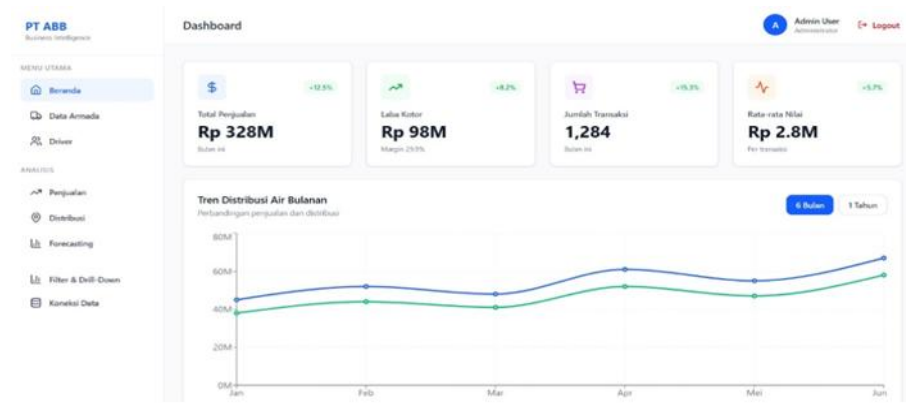 PT ABB
Business Intelligence
Dashboard
A
Admin User
Administrator
Logout
MENU UTAMA
Beranda
Data Armada
Driver
ANALISIS
Penjualan
Distribusi
Forecasting
Filter & Drill-Down
Koneksi Data
+12.5%
Total Penjualan
Rp 328M
Bulan ini
+8.2%
Laba Kotor
Rp 98M
Margin 29.9%
+15.3%
Jumlah Transaksi
1,284
Bulan ini
+5.7%
Rata-rata Nilai
Rp 2.8M
Per transaksi
Tren Distribusi Air Bulanan
Perbandingan penjualan dan distribusi
6 Bulan
1 Tahun
80M
60M
40M
20M
0M
Jan
Feb
Mar
Apr
Mei
Jun